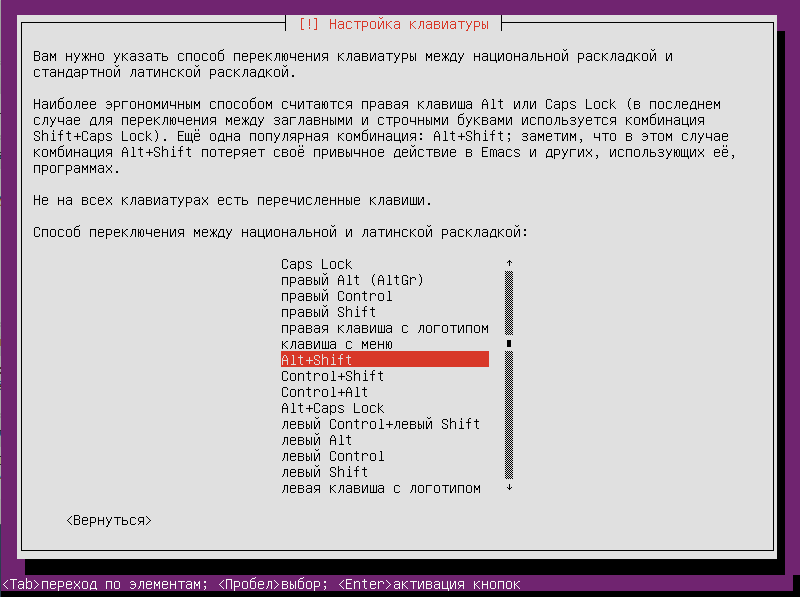 [!] Настройка клавиатуры
Вам нужно указать способ переключения клавиатуры между национальной раскладкой и
стандартной латинской раскладкой.
Наиболее эргономичным способом считаются правая клавиша Alt или Caps Lock (в последнем
случае для переключения между заглавными и строчными буквами используется комбинация
Shift+Caps Lock). Ещё одна популярная комбинация: Alt+Shift; заметим, что в этом случае
комбинация Alt+Shift потеряет своё привычное действие в Emacs и других, использующих её,
программах.
Не на всех клавиатурах есть перечисленные клавиши.
Способ переключения между национальной и латинской раскладкой:
Caps Lock
правый Alt (AltGr)
правый Control
правый Shift
правая клавиша с логотипом
клавиша с меню
Alt+Shift
Control+Shift
Control+Alt
Alt+Caps Lock
левый Control+левый Shift
левый Alt
левый Control
левый Shift
левая клавиша с логотипом
<Вернуться>
<Tab>переход по элементам; <Пробел>выбор; <Enter>активация кнопок